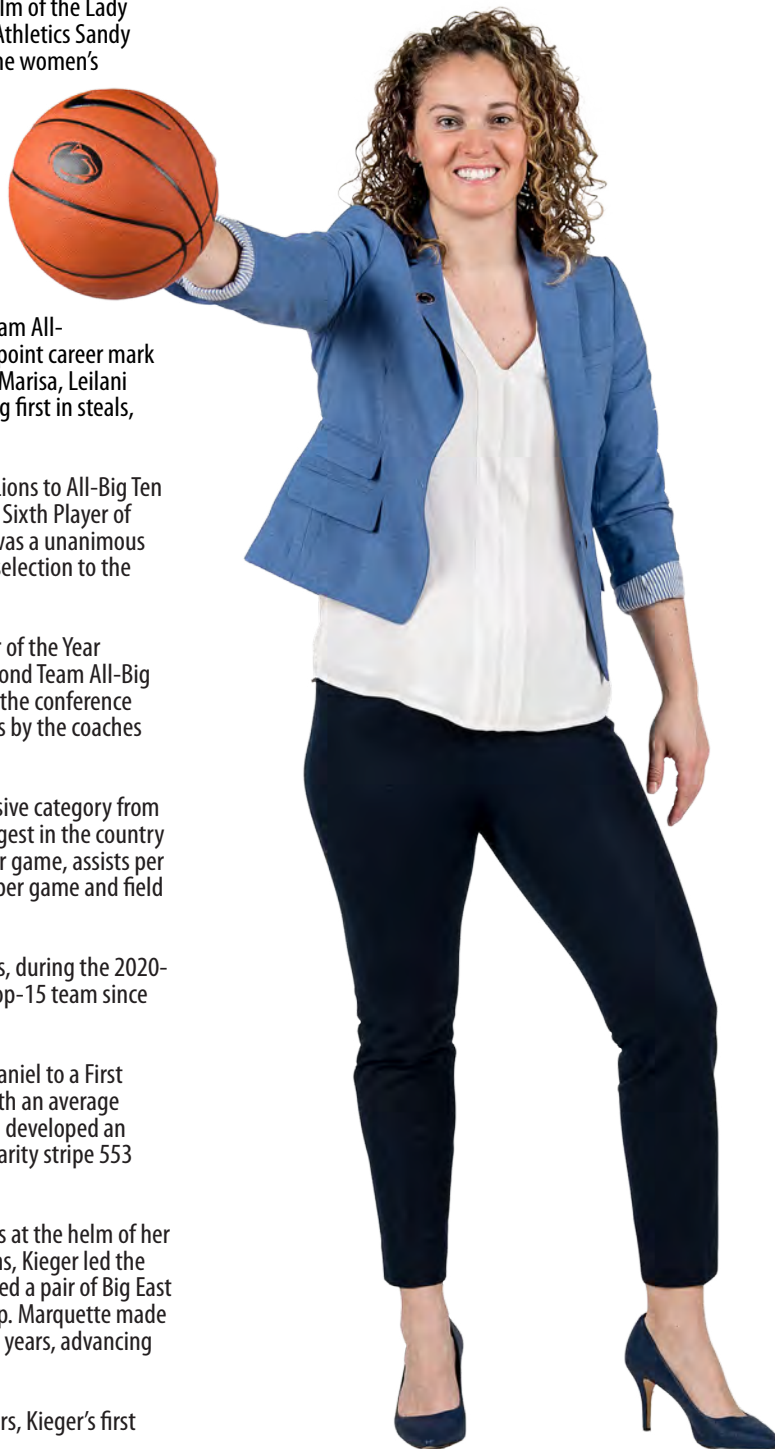 lm of the Lady
Athletics Sandy
ne women's
am All-
point career mark
Marisa, Leilani
g first in steals,
ions to All-Big Ten
Sixth Player of
was a unanimous
selection to the
r of the Year
ond Team All-Big
the conference
s by the coaches
sive category from
gest in the country
r game, assists per
per game and field
s, during the 2020-
op-15 team since
aniel to a First
th an average
developed an
arity stripe 553
s at the helm of her
ns, Kieger led the
ed a pair of Big East
p. Marquette made
years, advancing
rs, Kieger's first